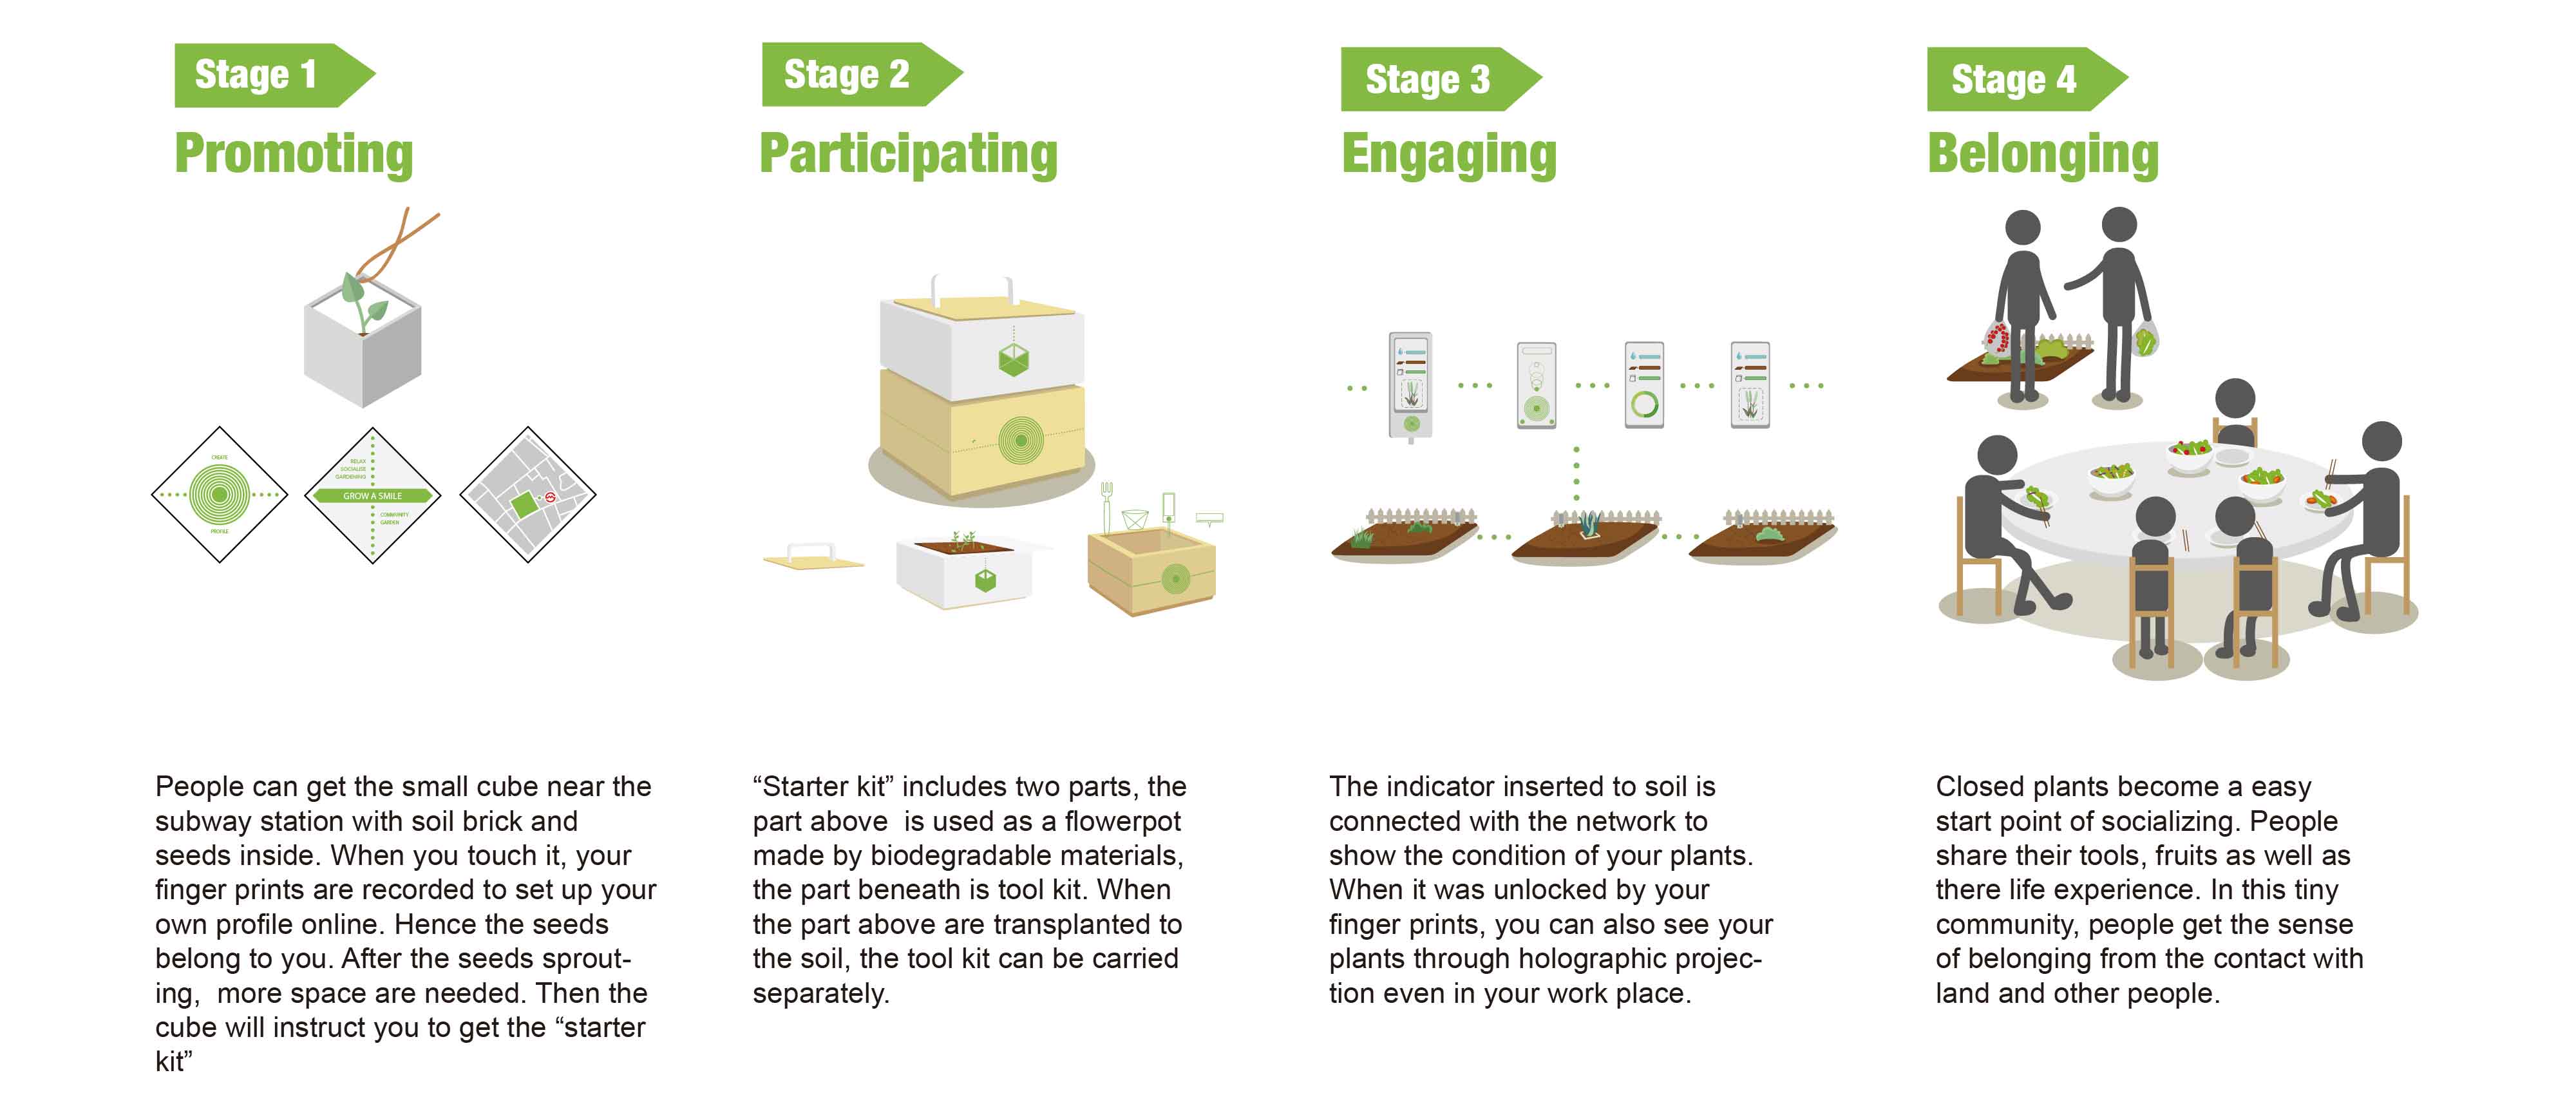 Stage 1
Promoting
CREATE
PROFILE
RELAX
SOCIALIZE
GARDENING
GROW A SMILE
COMMUNITY
GARDEN
People can get the small cube near the
subway station with soil brick and
seeds inside. When you touch it, your
finger prints are recorded to set up your
own profile online. Hence the seeds
belong to you. After the seeds sprout-
ing,  more space are needed. Then the
cube will instruct you to get the “starter
kit”
Stage 2
Participating
“Starter kit” includes two parts, the
part above  is used as a flowerpot
made by biodegradable materials,
the part beneath is tool kit. When
the part above are transplanted to
the soil, the tool kit can be carried
separately.
Stage 3
Engaging
The indicator inserted to soil is
connected with the network to
show the condition of your plants.
When it was unlocked by your
finger prints, you can also see your
plants through holographic projec-
tion even in your work place.
Stage 4
Belonging
Closed plants become a easy
start point of socializing. People
share their tools, fruits as well as
there life experience. In this tiny
community, people get the sense
of belonging from the contact with
land and other people.